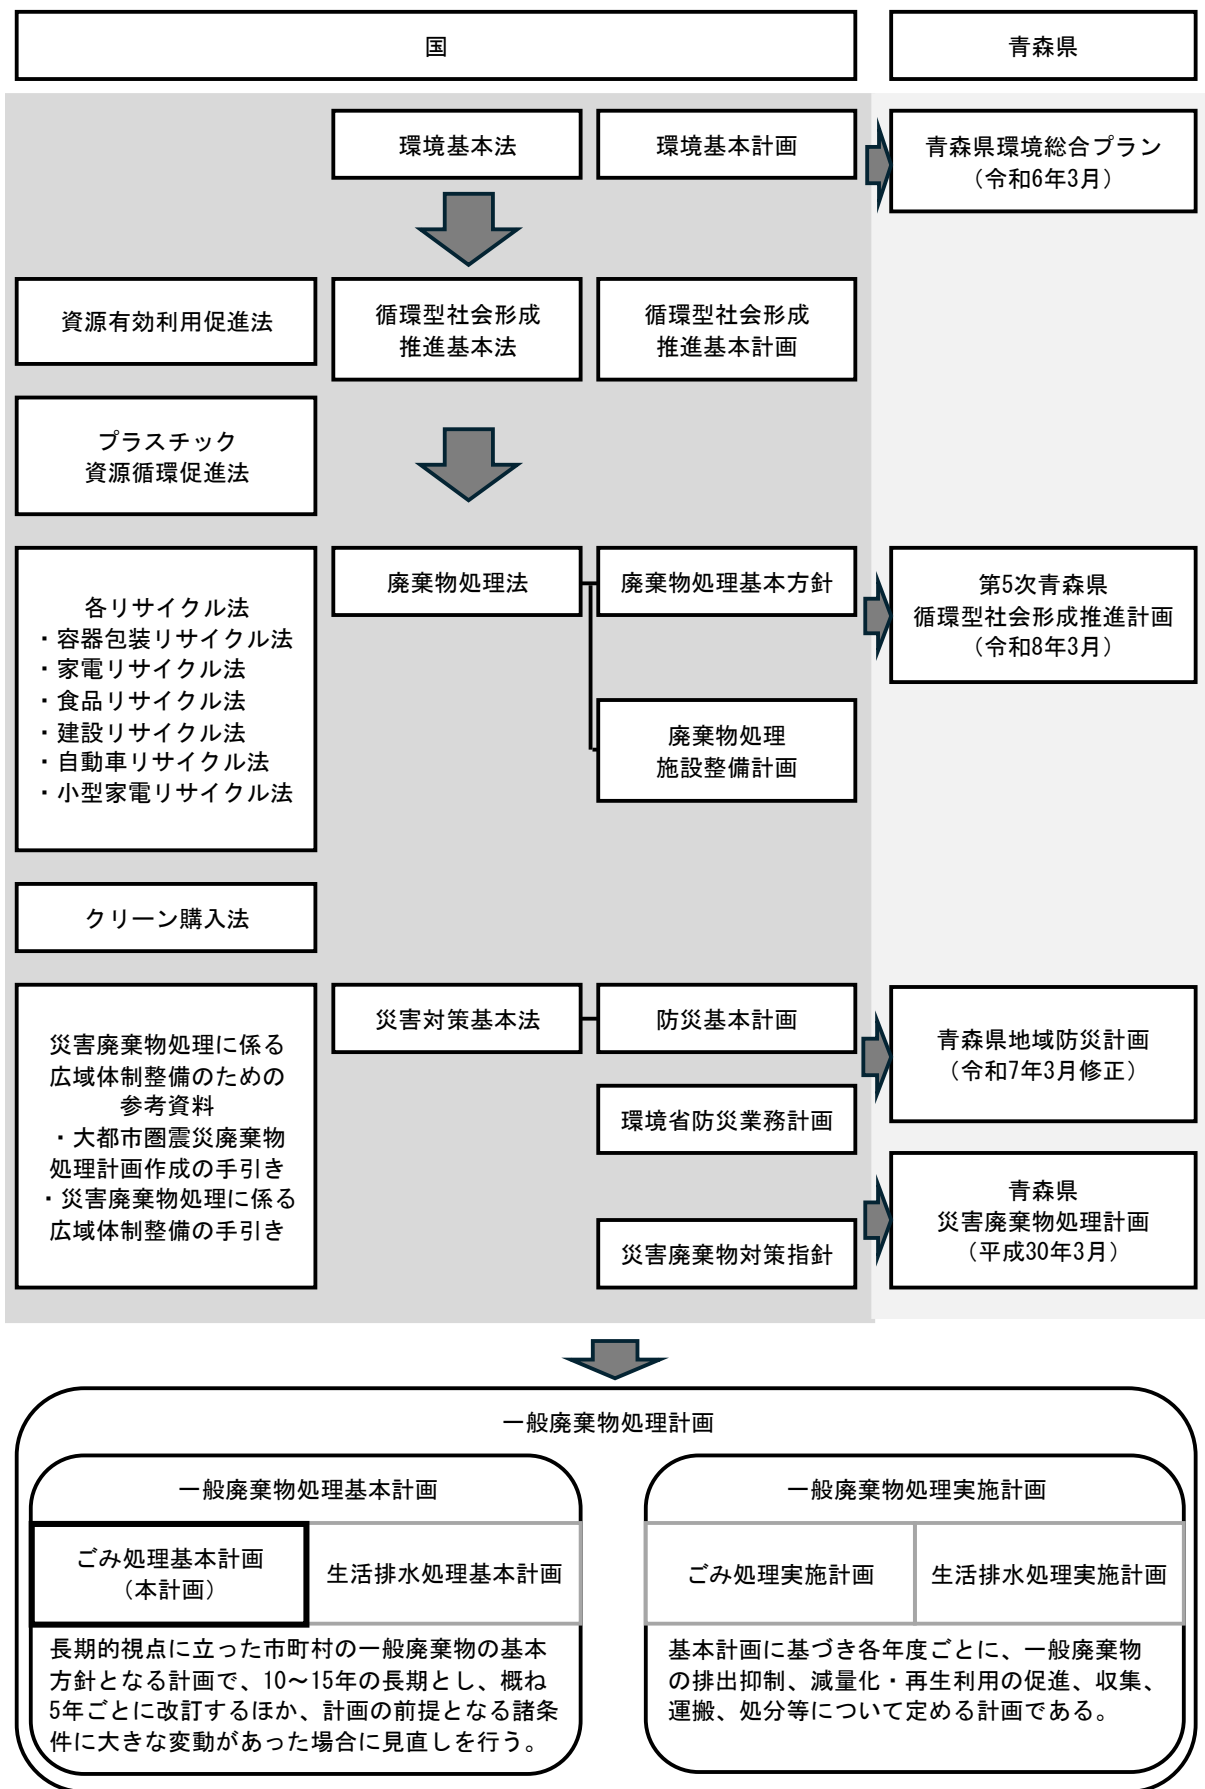 国
青森県
環境基本法
環境基本計画
青森県環境総合プラン
（令和6年3月）
資源有効利用促進法
循環型社会形成
推進基本法
循環型社会形成
推進基本計画
プラスチック
資源循環促進法
各リサイクル法
・容器包装リサイクル法
・家電リサイクル法
・食品リサイクル法
・建設リサイクル法
・自動車リサイクル法
・小型家電リサイクル法
廃棄物処理法
廃棄物処理基本方針
第5次青森県
循環型社会形成推進計画
（令和8年3月）
廃棄物処理
施設整備計画
クリーン購入法
災害廃棄物処理に係る
広域体制整備のための
参考資料
・大都市圏震災廃棄物
処理計画作成の手引き
・災害廃棄物処理に係る
広域体制整備の手引き
災害対策基本法
防災基本計画
青森県地域防災計画
（令和7年3月修正）
環境省防災業務計画
青森県
災害廃棄物処理計画
（平成30年3月）
災害廃棄物対策指針
一般廃棄物処理計画
一般廃棄物処理基本計画
ごみ処理基本計画
（本計画）
生活排水処理基本計画
長期的視点に立った市町村の一般廃棄物の基本
方針となる計画で、10～15年の長期とし、概ね
5年ごとに改訂するほか、計画の前提となる諸条
件に大きな変動があった場合に見直しを行う。
一般廃棄物処理実施計画
ごみ処理実施計画
生活排水処理実施計画
基本計画に基づき各年度ごとに、一般廃棄物
の排出抑制、減量化・再生利用の促進、収集、
運搬、処分等について定める計画である。